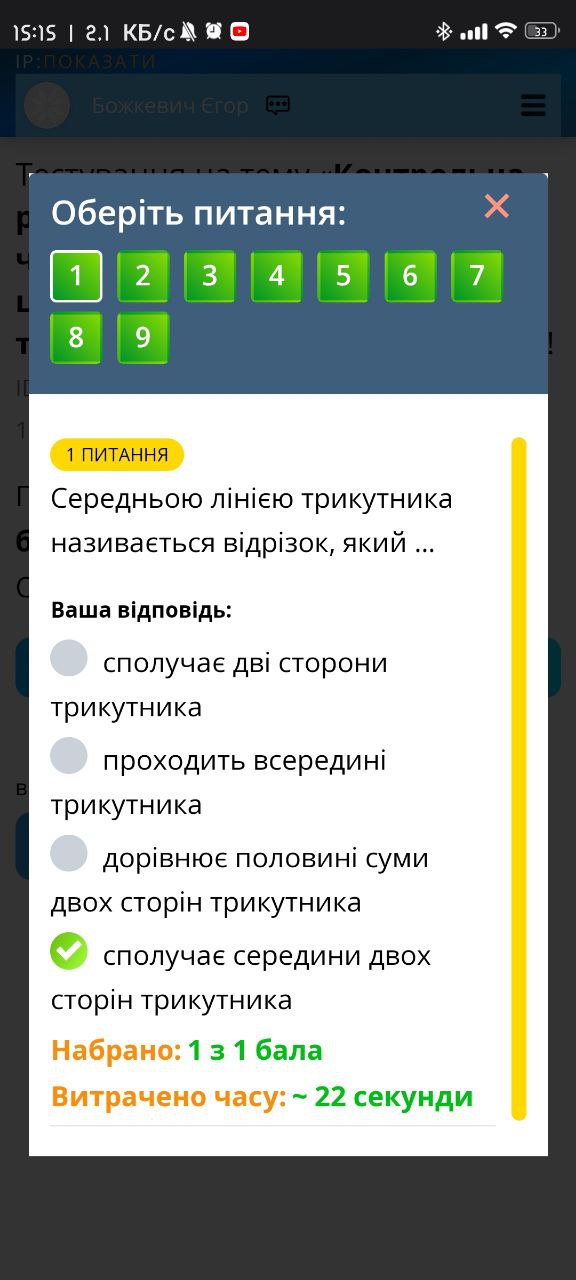 15:15 | 2,1 КБ/с
33
ІР:ПОКАЗАТИ
Божкевич Єгор
Тестування на тему «Контрольна
Оберіть питання:
1 2 3 4 5 6 7
8 9
1 ПИТАННЯ
Середньою лінією трикутника
називається відрізок, який ...
Ваша відповідь:
сполучає дві сторони
трикутника
проходить всередині
трикутника
дорівнює половині суми
двох сторін трикутника
сполучає середини двох
сторін трикутника
Набрано: 1 з 1 бала
Витрачено часу: ~ 22 секунди